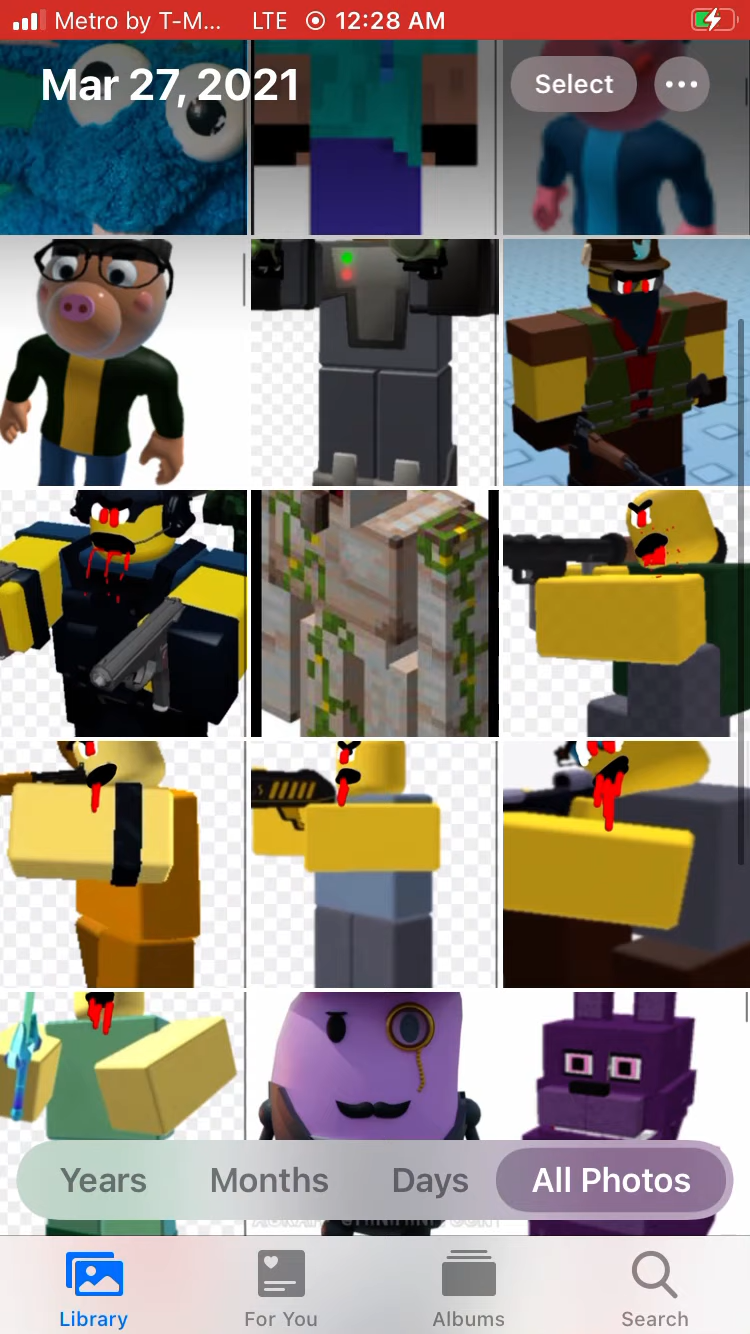 Metro by T-M... LTE 12:28 AM
Mar 27, 2021
Select
Years Months Days All Photos
Library For You Albums Search